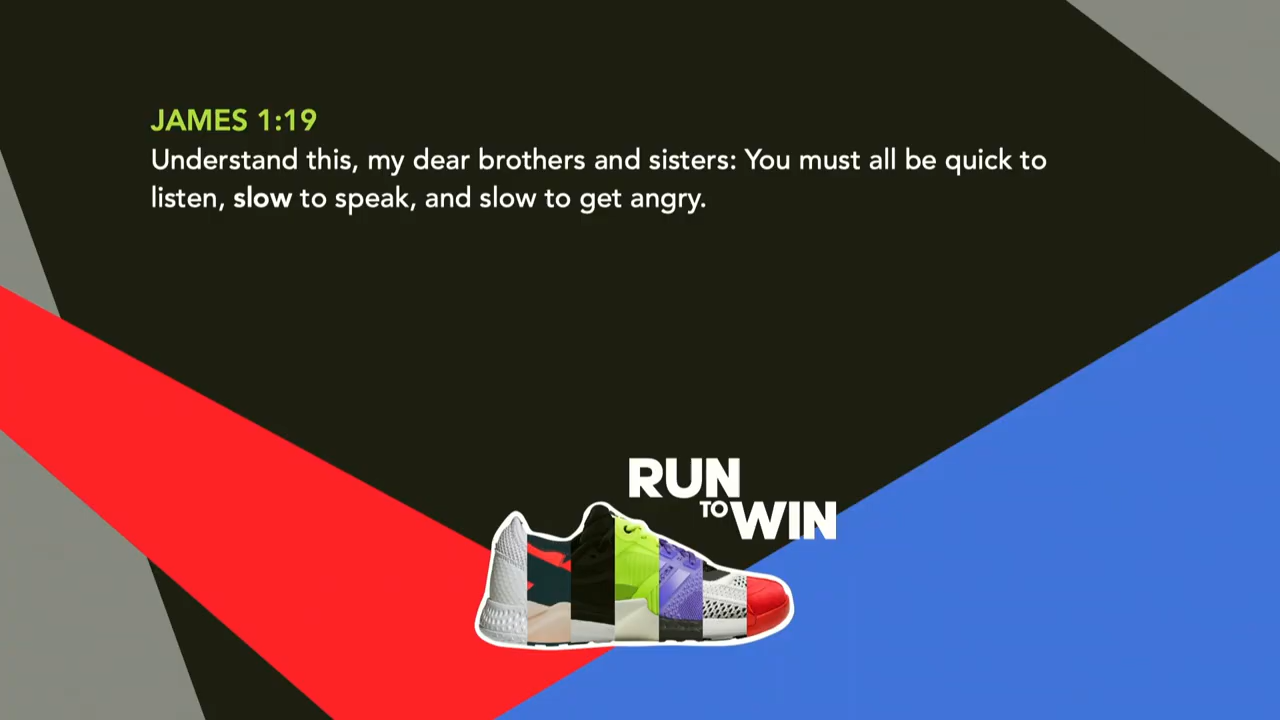 JAMES 1:19
Understand this, my dear brothers and sisters: You must all be quick to
listen, slow to speak, and slow to get angry.
RUN
TO WIN